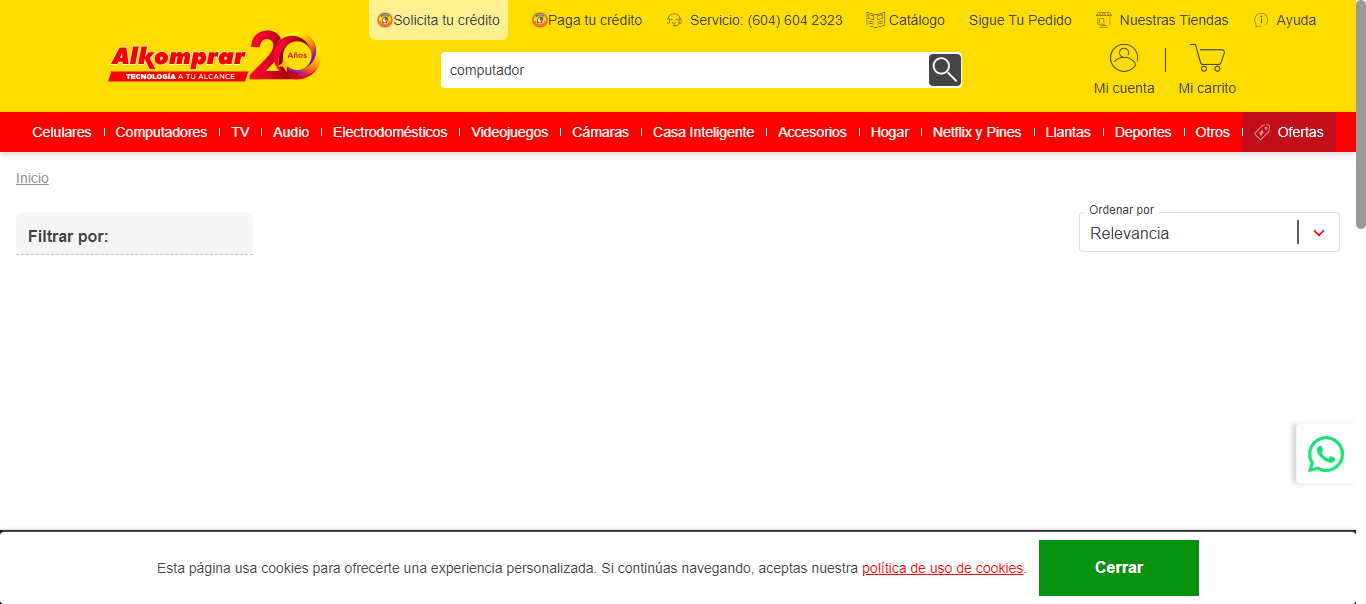 Solicita tu crédito
Paga tu crédito
Servicio: (604) 604 2323
Catálogo
Sigue Tu Pedido
Nuestras Tiendas
Ayuda
Alkomprar 20 Años
TECNOLOGÍA A TU ALCANCE
computador
Mi cuenta
Mi carrito
Celulares
Computadores
TV
Audio
Electrodomésticos
Videojuegos
Cámaras
Casa Inteligente
Accesorios
Hogar
Netflix y Pines
Llantas
Deportes
Otros
Ofertas
Inicio
Filtrar por:
Ordenar por
Relevancia
Esta página usa cookies para ofrecerte una experiencia personalizada. Si continúas navegando, aceptas nuestra política de uso de cookies.
Cerrar